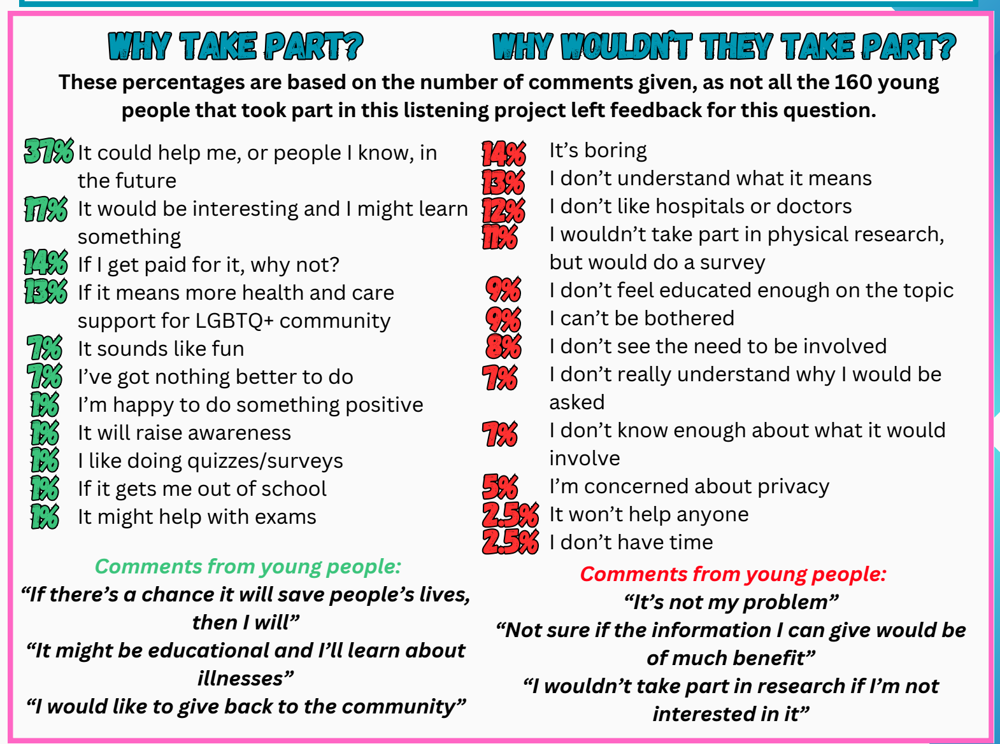 WHY TAKE PART?
WHY WOULDN'T THEY TAKE PART?
These percentages are based on the number of comments given, as not all the 160 young
people that took part in this listening project left feedback for this question.
37% It could help me, or people I know, in
the future
17% It would be interesting and I might learn
something
14% If I get paid for it, why not?
13% If it means more health and care
support for LGBTQ+ community
7% It sounds like fun
7% I’ve got nothing better to do
1% I’m happy to do something positive
1% It will raise awareness
1% I like doing quizzes/surveys
1% If it gets me out of school
1% It might help with exams
Comments from young people:
“If there’s a chance it will save people’s lives,
then I will”
“It might be educational and I’ll learn about
illnesses”
“I would like to give back to the community”
14% It’s boring
13% I don’t understand what it means
12% I don’t like hospitals or doctors
11% I wouldn’t take part in physical research,
but would do a survey
9% I don’t feel educated enough on the topic
9% I can’t be bothered
8% I don’t see the need to be involved
7% I don’t really understand why I would be
asked
7% I don’t know enough about what it would
involve
5% I’m concerned about privacy
2.5% It won’t help anyone
2.5% I don’t have time
Comments from young people:
“It’s not my problem”
“Not sure if the information I can give would be
of much benefit”
“I wouldn’t take part in research if I’m not
interested in it”